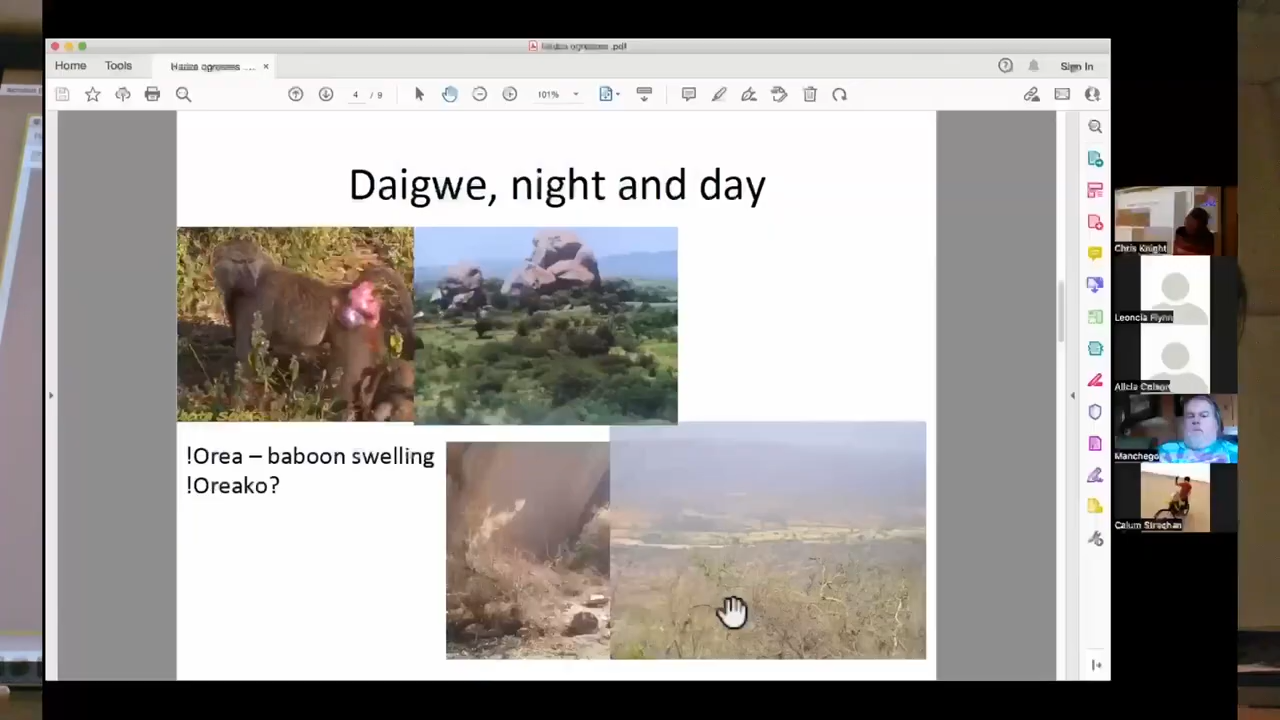 Home
Tools
Sign In
4 / 9
101%
Daigwe, night and day
!Orea – baboon swelling
!Oreako?
Chris Knight
Leoncia Flynn
Manchego
Calum Strachan